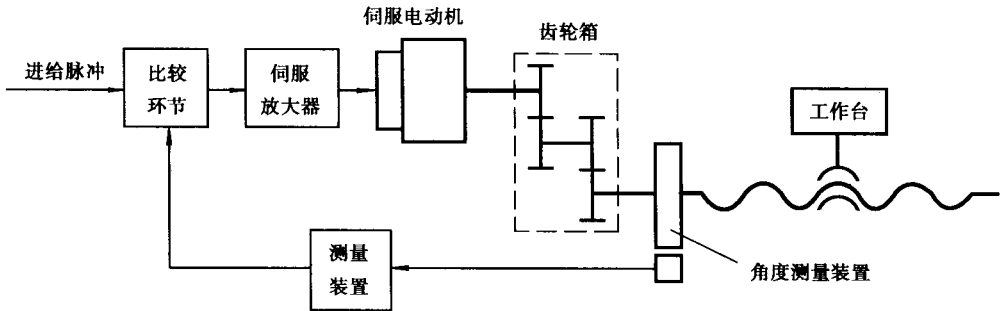 伺服电动机
齿轮箱
进给脉冲
比较
环节
伺服
放大器
工作台
测量
装置
角度测量装置